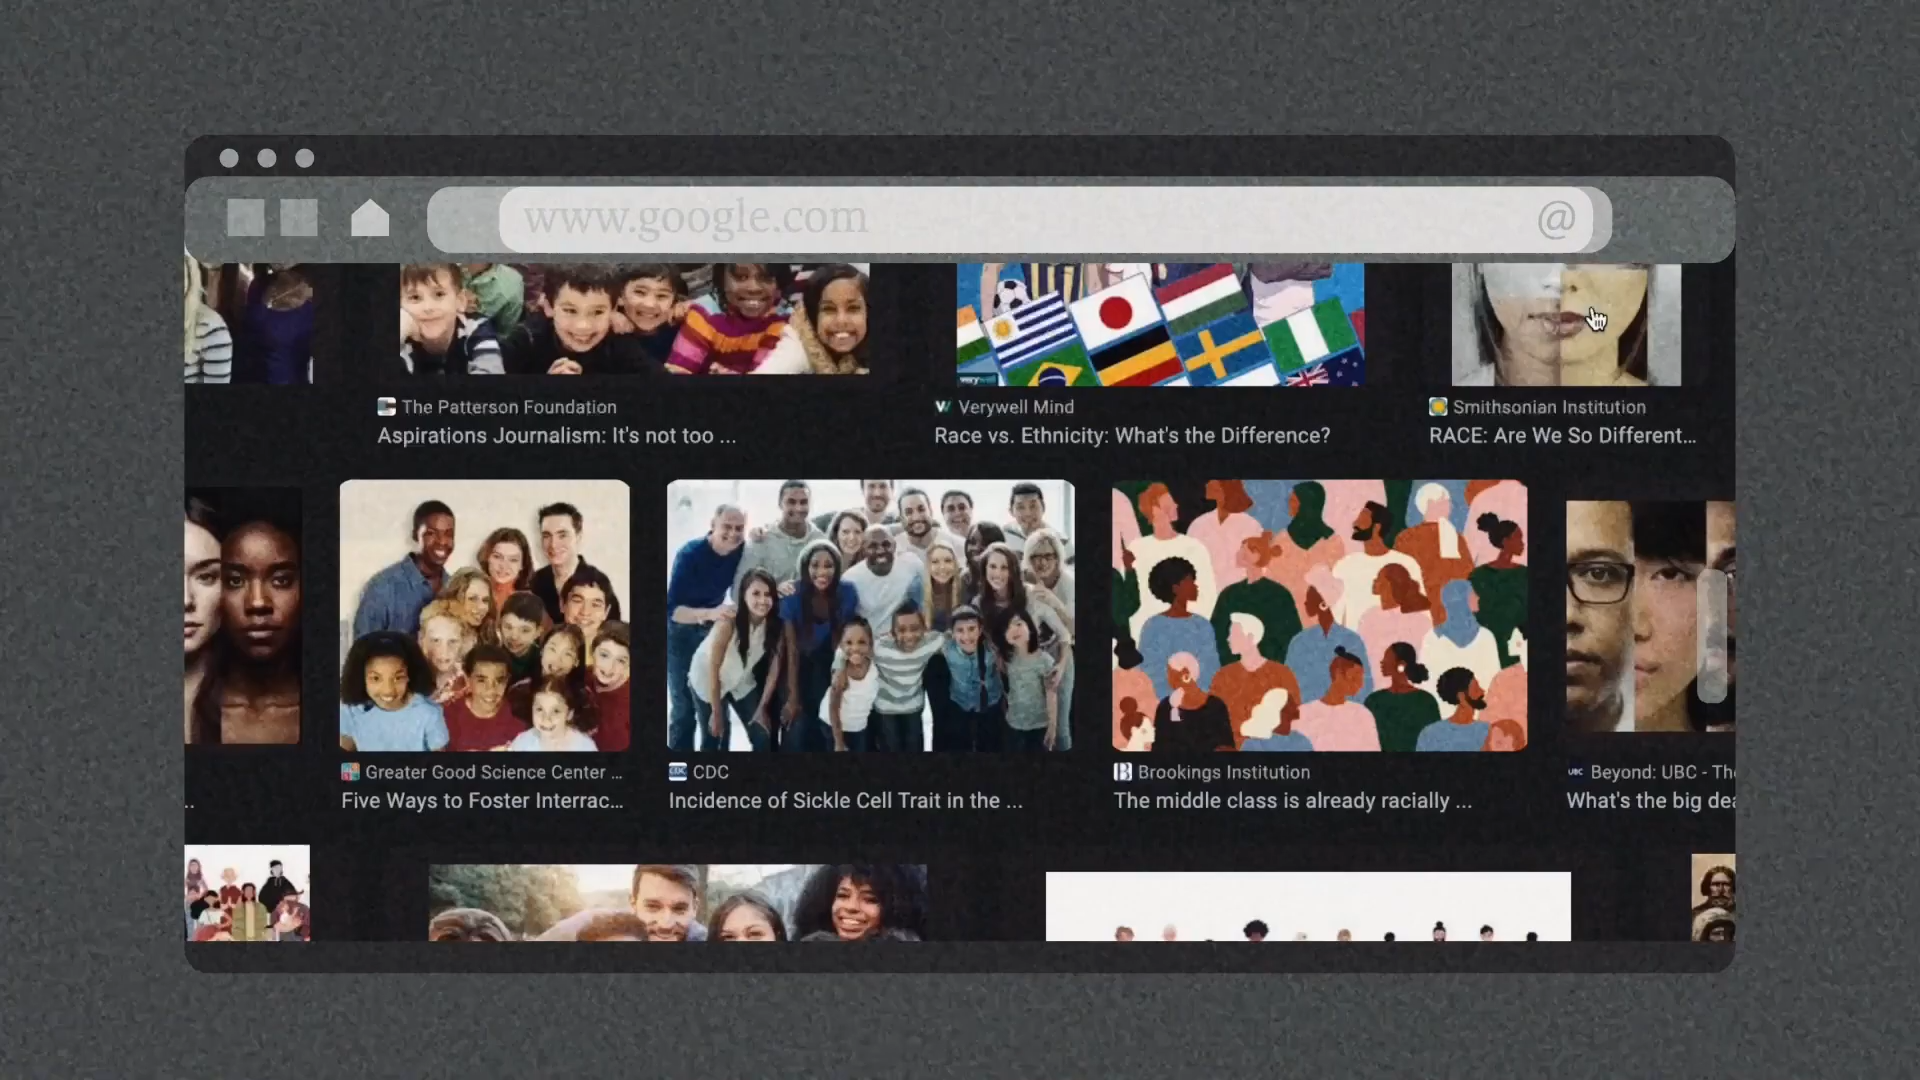 www.google.com @
The Patterson Foundation
Aspirations Journalism: It's not too ...
Verywell Mind
Race vs. Ethnicity: What's the Difference?
Smithsonian Institution
RACE: Are We So Different...
..
Greater Good Science Center ...
Five Ways to Foster Interrac...
CDC
CDC
Incidence of Sickle Cell Trait in the ...
B
Brookings Institution
The middle class is already racially ...
UBC
Beyond: UBC - The
What's the big dea